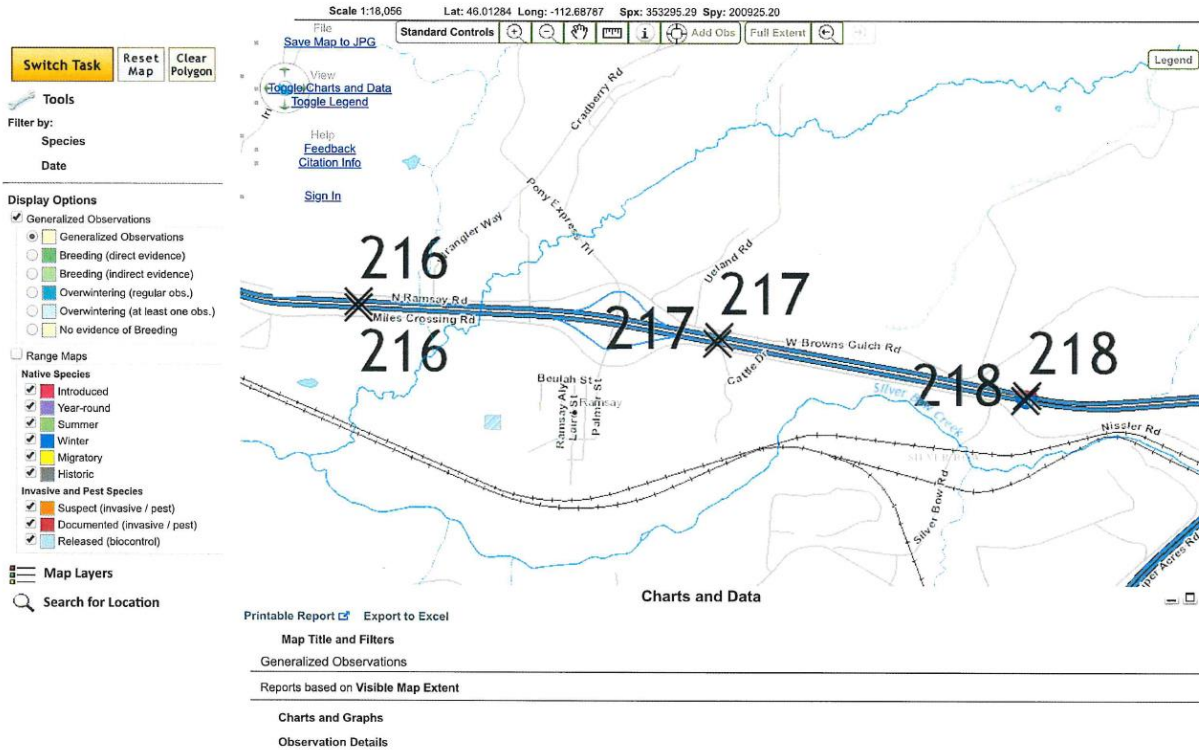 Scale 1:18,056 Lat: 46.01284 Long: -112.68787 Spx: 353295.29 Spy: 200925.20
File
Save Map to JPG
View
Toggle Charts and Data
Toggle Legend
Help
Feedback
Citation Info
Sign In
Standard Controls
Add Obs
Full Extent
Legend
Switch Task
Reset Map
Clear Polygon
Tools
Filter by:
Species
Date
Display Options
Generalized Observations
Generalized Observations
Breeding (direct evidence)
Breeding (indirect evidence)
Overwintering (regular obs.)
Overwintering (at least one obs.)
No evidence of Breeding
Range Maps
Native Species
Introduced
Year-round
Summer
Winter
Migratory
Historic
Invasive and Pest Species
Suspect (invasive / pest)
Documented (invasive / pest)
Released (biocontrol)
Map Layers
Search for Location
Cradberry Rd
Pony Express Trl
Wrangler Way
Ueland Rd
216
N Ramsay Rd
Miles Crossing Rd
216
217
217
W Browns Gulch Rd
Cattle Dr
218
218
Beulah St
Ramsay Aly
Palmer St
Ramsay
Silver Bow Creek
Nissler Rd
SILVER BOW
Silver Bow Rd
per Acres Rd
Charts and Data
Printable Report Export to Excel
Map Title and Filters
Generalized Observations
Reports based on Visible Map Extent
Charts and Graphs
Observation Details